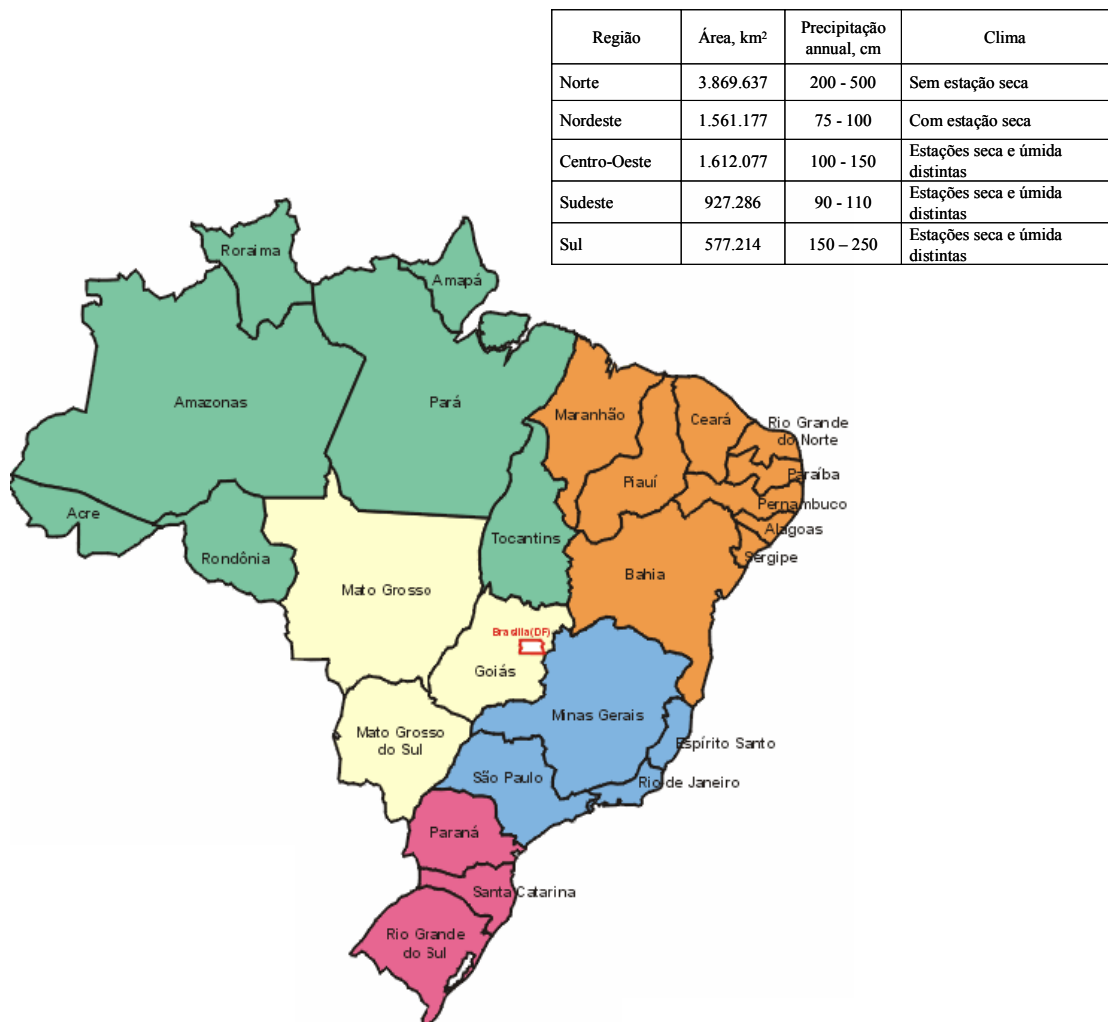 Região Área, km² Precipitação annual, cm Clima
Norte 3.869.637 200 - 500 Sem estação seca
Nordeste 1.561.177 75 - 100 Com estação seca
Centro-Oeste 1.612.077 100 - 150 Estações seca e úmida distintas
Sudeste 927.286 90 - 110 Estações seca e úmida distintas
Sul 577.214 150 – 250 Estações seca e úmida distintas
Roraima
Amapá
Amazonas
Pará
Maranhão
Ceará
Rio Grande
do Norte
Paraíba
Piauí
Pernambuco
Acre
Alagoas
Rondônia
Tocantins
Sergipe
Bahia
Mato Grosso
Brasília(DF)
Goiás
Minas Gerais
Mato Grosso
do Sul
Espírito Santo
São Paulo
Rio de Janeiro
Paraná
Santa Catarina
Rio Grande
do Sul